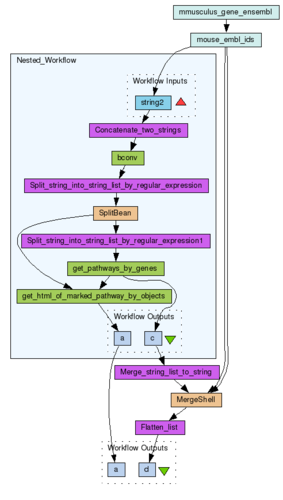 mmusculus_gene_ensembl
mouse_embl_ids
Nested_Workflow
Workflow Inputs
string2
Concatenate_two_strings
bconv
Split_string_into_string_list_by_regular_expression
SplitBean
Split_string_into_string_list_by_regular_expression1
get_pathways_by_genes
get_html_of_marked_pathway_by_objects
Workflow Outputs
a c
Merge_string_list_to_string
MergeShell
Flatten_list
Workflow Outputs
a d